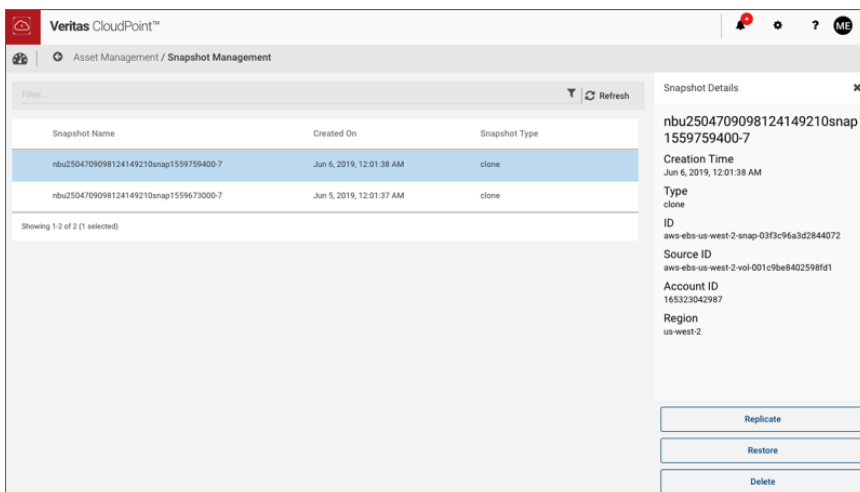 Veritas CloudPoint™
?
ME
Asset Management / Snapshot Management
Filter...
Refresh
Snapshot Name Created On Snapshot Type
nbu2504709098124149210snap1559759400-7 Jun 6, 2019, 12:01:38 AM clone
nbu2504709098124149210snap1559673000-7 Jun 5, 2019, 12:01:37 AM clone
Showing 1-2 of 2 (1 selected)
Snapshot Details
nbu2504709098124149210snap
1559759400-7
Creation Time
Jun 6, 2019, 12:01:38 AM
Type
clone
ID
aws-ebs-us-west-2-snap-03f3c96a3d2844072
Source ID
aws-ebs-us-west-2-vol-001c9be8402598fd1
Account ID
165323042987
Region
us-west-2
Replicate
Restore
Delete